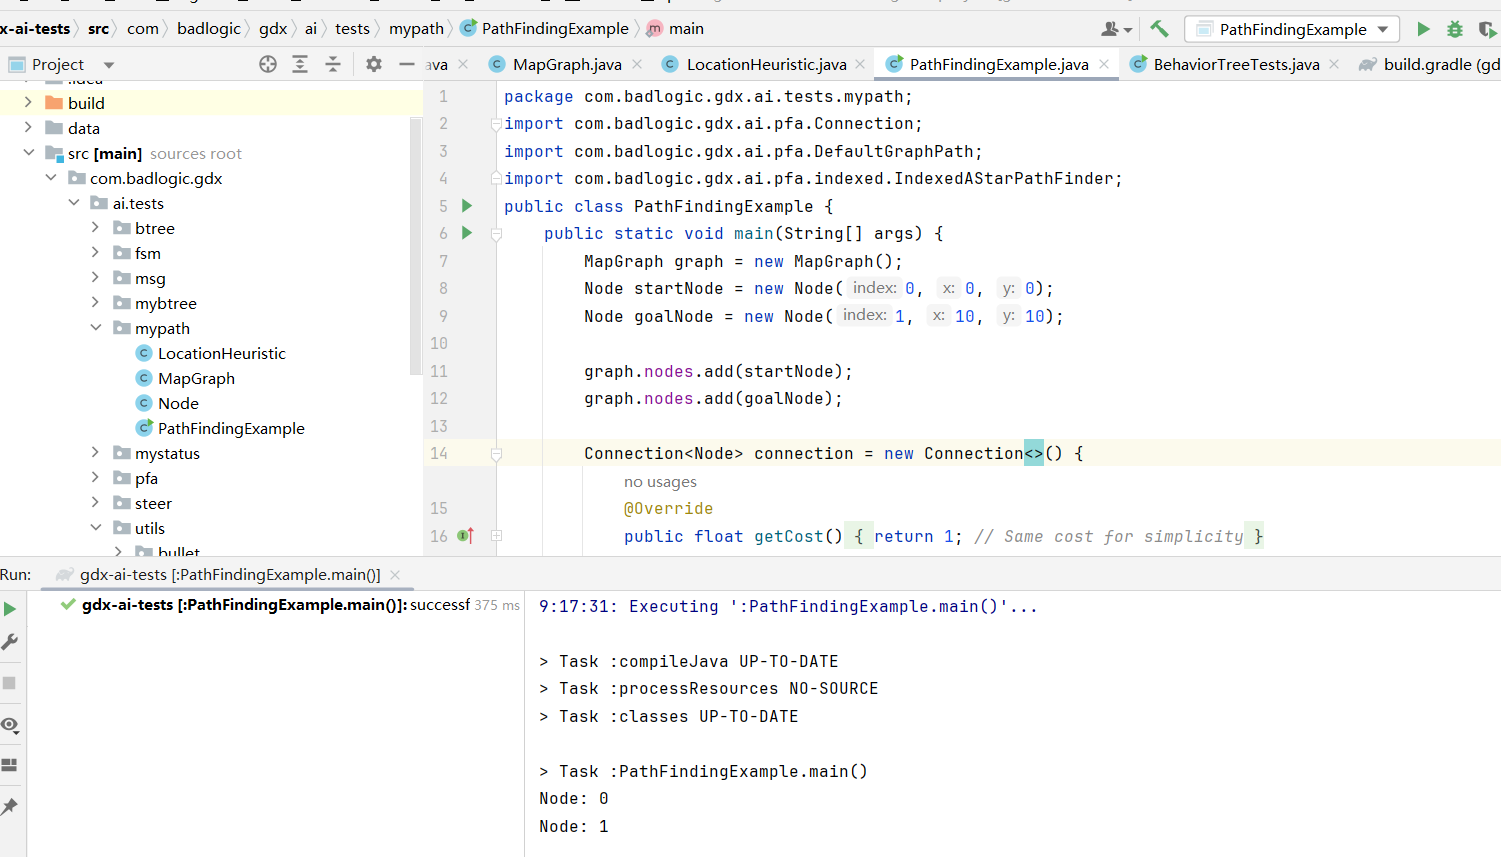 x-ai-tests src com badlogic gdx ai tests mypath PathFindingExample main PathFindingExample
Project ava MapGraph.java LocationHeuristic.java PathFindingExample.java BehaviorTreeTests.java build.gradle (gd
.idea
build
data
src [main] sources root
com.badlogic.gdx
ai.tests
btree
fsm
msg
mybtree
mypath
LocationHeuristic
MapGraph
Node
PathFindingExample
mystatus
pfa
steer
utils
bullet
1 package com.badlogic.gdx.ai.tests.mypath;
2 import com.badlogic.gdx.ai.pfa.Connection;
3 import com.badlogic.gdx.ai.pfa.DefaultGraphPath;
4 import com.badlogic.gdx.ai.pfa.indexed.IndexedAStarPathFinder;
5 public class PathFindingExample {
6 public static void main(String[] args) {
7 MapGraph graph = new MapGraph();
8 Node startNode = new Node( index: 0, x: 0, y: 0);
9 Node goalNode = new Node( index: 1, x: 10, y: 10);
10
11 graph.nodes.add(startNode);
12 graph.nodes.add(goalNode);
13
14 Connection<Node> connection = new Connection<>() {
no usages
15 @Override
16 public float getCost() { return 1; // Same cost for simplicity }
Run: gdx-ai-tests [:PathFindingExample.main()]
gdx-ai-tests [:PathFindingExample.main()]: successf 375 ms
9:17:31: Executing ':PathFindingExample.main()'...
> Task :compileJava UP-TO-DATE
> Task :processResources NO-SOURCE
> Task :classes UP-TO-DATE
> Task :PathFindingExample.main()
Node: 0
Node: 1